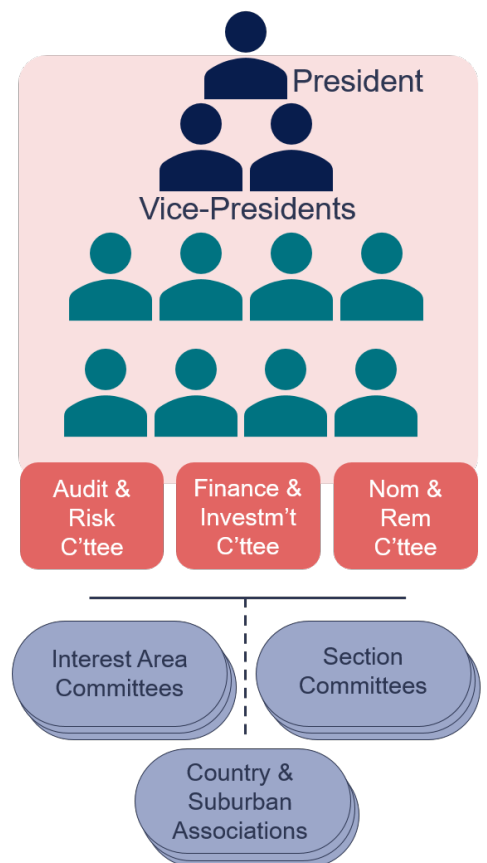 President
Vice-Presidents
Audit &
Risk
C'ttee
Finance &
Investm't
C'ttee
Nom &
Rem
C'ttee
Interest Area
Committees
Section
Committees
Country &
Suburban
Associations